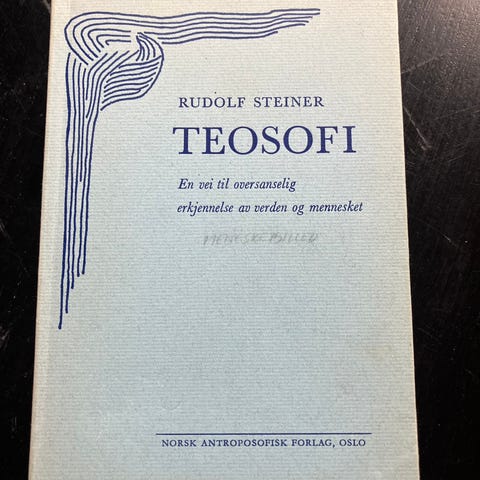 RUDOLF STEINER
TEOSOFI
En vei til oversanselig
erkjennelse av verden og mennesket
NORSK ANTROPOSOFISK FORLAG, OSLO